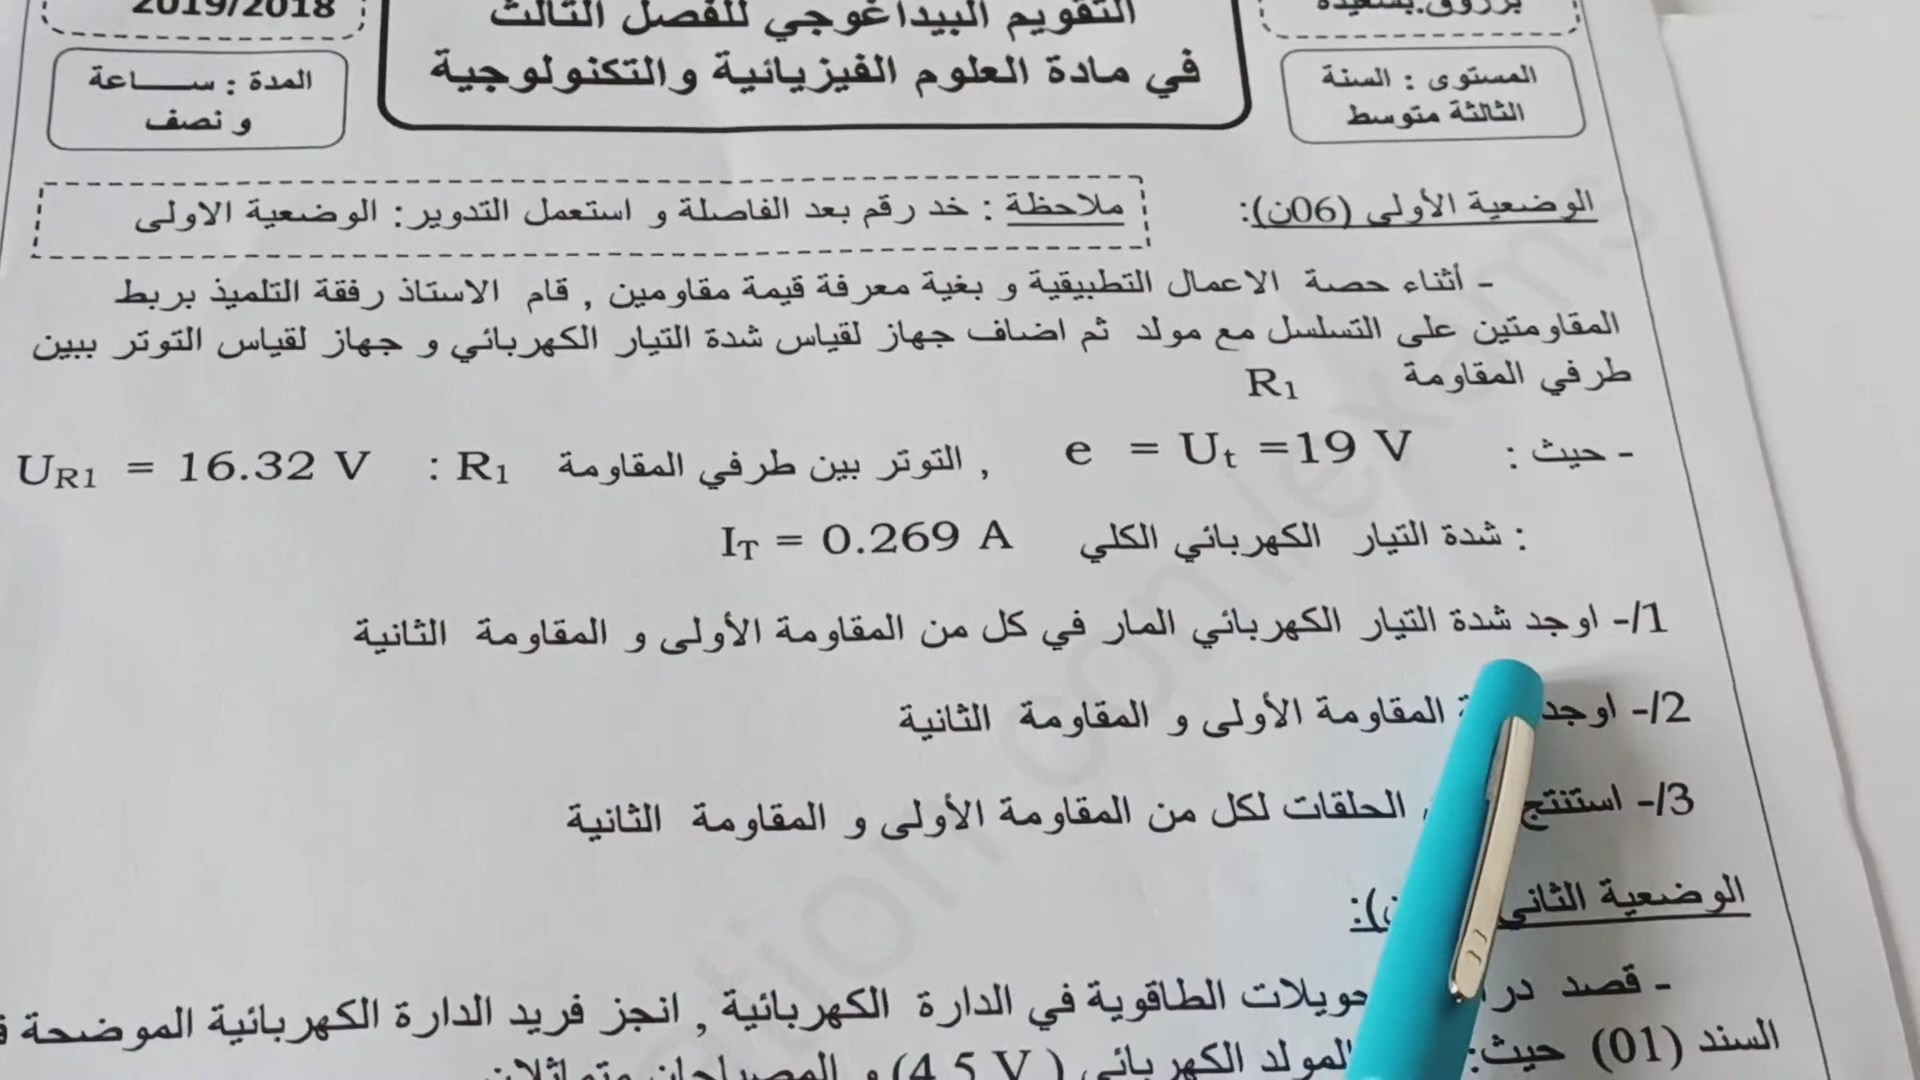 2019/2018
التقويم البيداغوجي للفصل الثالث
في مادة العلوم الفيزيائية والتكنولوجية
المستوى : السنة
الثالثة متوسط
المدة : ســـــاعة
و نصف
الوضعية الأولى (06ن):
ملاحظة : خد رقم بعد الفاصلة و استعمل التدوير: الوضعية الاولى
- أثناء حصة الاعمال التطبيقية و بغية معرفة قيمة مقاومين , قام الاستاذ رفقة التلميذ بربط
المقاومتين على التسلسل مع مولد ثم اضاف جهاز لقياس شدة التيار الكهربائي و جهاز لقياس التوتر ببين
طرفي المقاومة R1
- حيث : e = Ut =19 V , التوتر بين طرفي المقاومة R1 : UR1 = 16.32 V
: شدة التيار الكهربائي الكلي IT = 0.269 A
1/- اوجد شدة التيار الكهربائي المار في كل من المقاومة الأولى و المقاومة الثانية
2/- اوجد المقاومة الأولى و المقاومة الثانية
3/- استنتج الحلقات لكل من المقاومة الأولى و المقاومة الثانية
الوضعية
- قصد الطاقوية في الدارة الكهربائية , انجز فريد الدارة الكهربائية الموضحة
السند (01) حيث: المولد الكهربائي (4 5 V) و المصباحان متماثلان